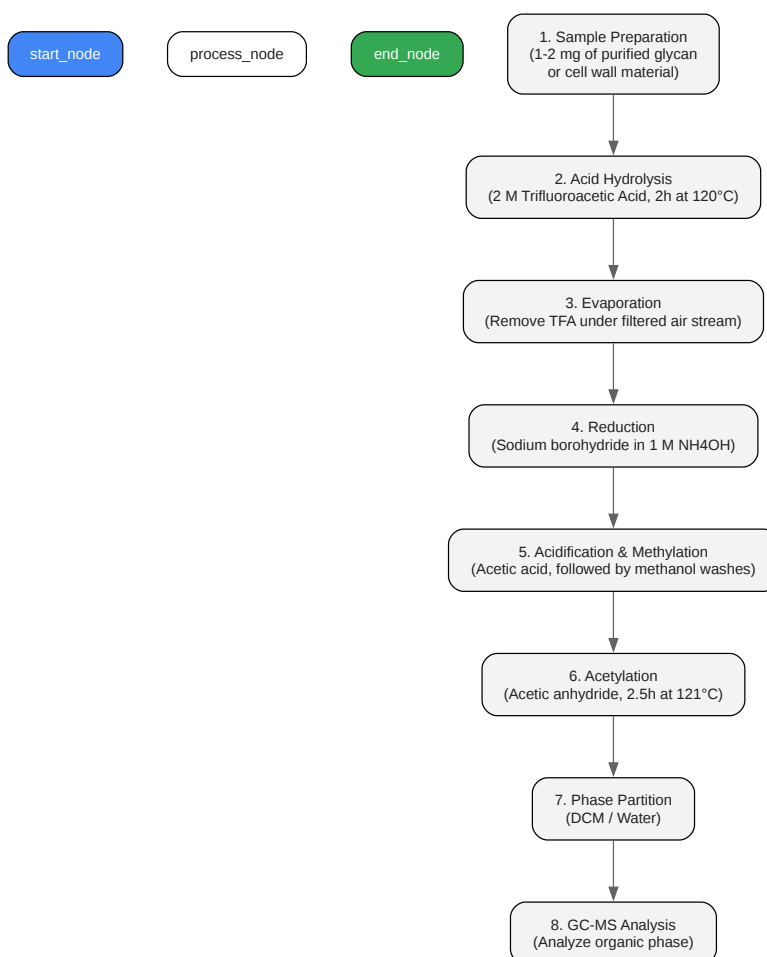 start_node
process_node
end_node
1. Sample Preparation
(1-2 mg of purified glycan
or cell wall material)
2. Acid Hydrolysis
(2 M Trifluoroacetic Acid, 2h at 120°C)
3. Evaporation
(Remove TFA under filtered air stream)
4. Reduction
(Sodium borohydride in 1 M NH4OH)
5. Acidification & Methylation
(Acetic acid, followed by methanol washes)
6. Acetylation
(Acetic anhydride, 2.5h at 121°C)
7. Phase Partition
(DCM / Water)
8. GC-MS Analysis
(Analyze organic phase)